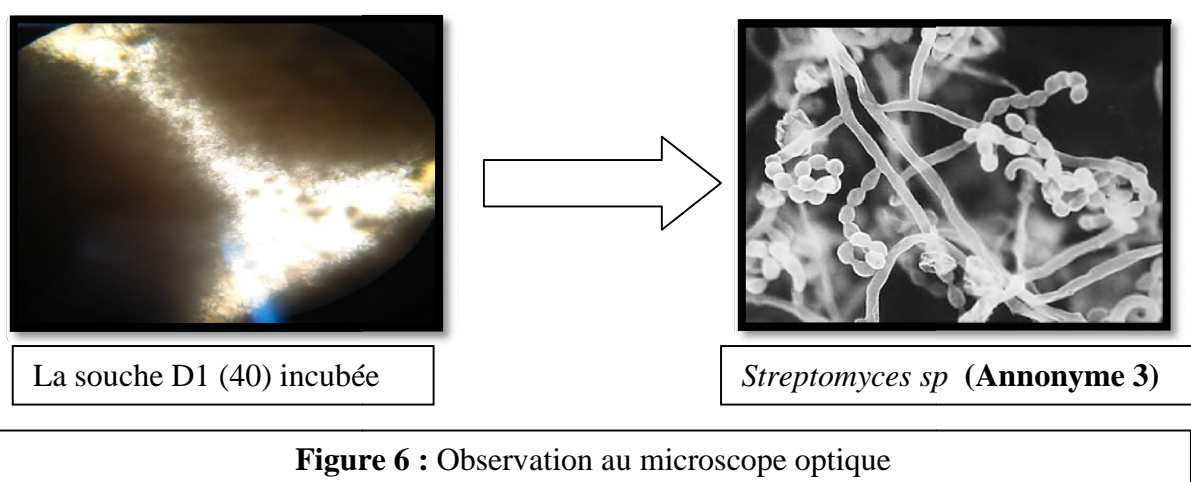 La souche D1 (40) incubée
Streptomyces sp (Annonyme 3)
Figure 6 : Observation au microscope optique